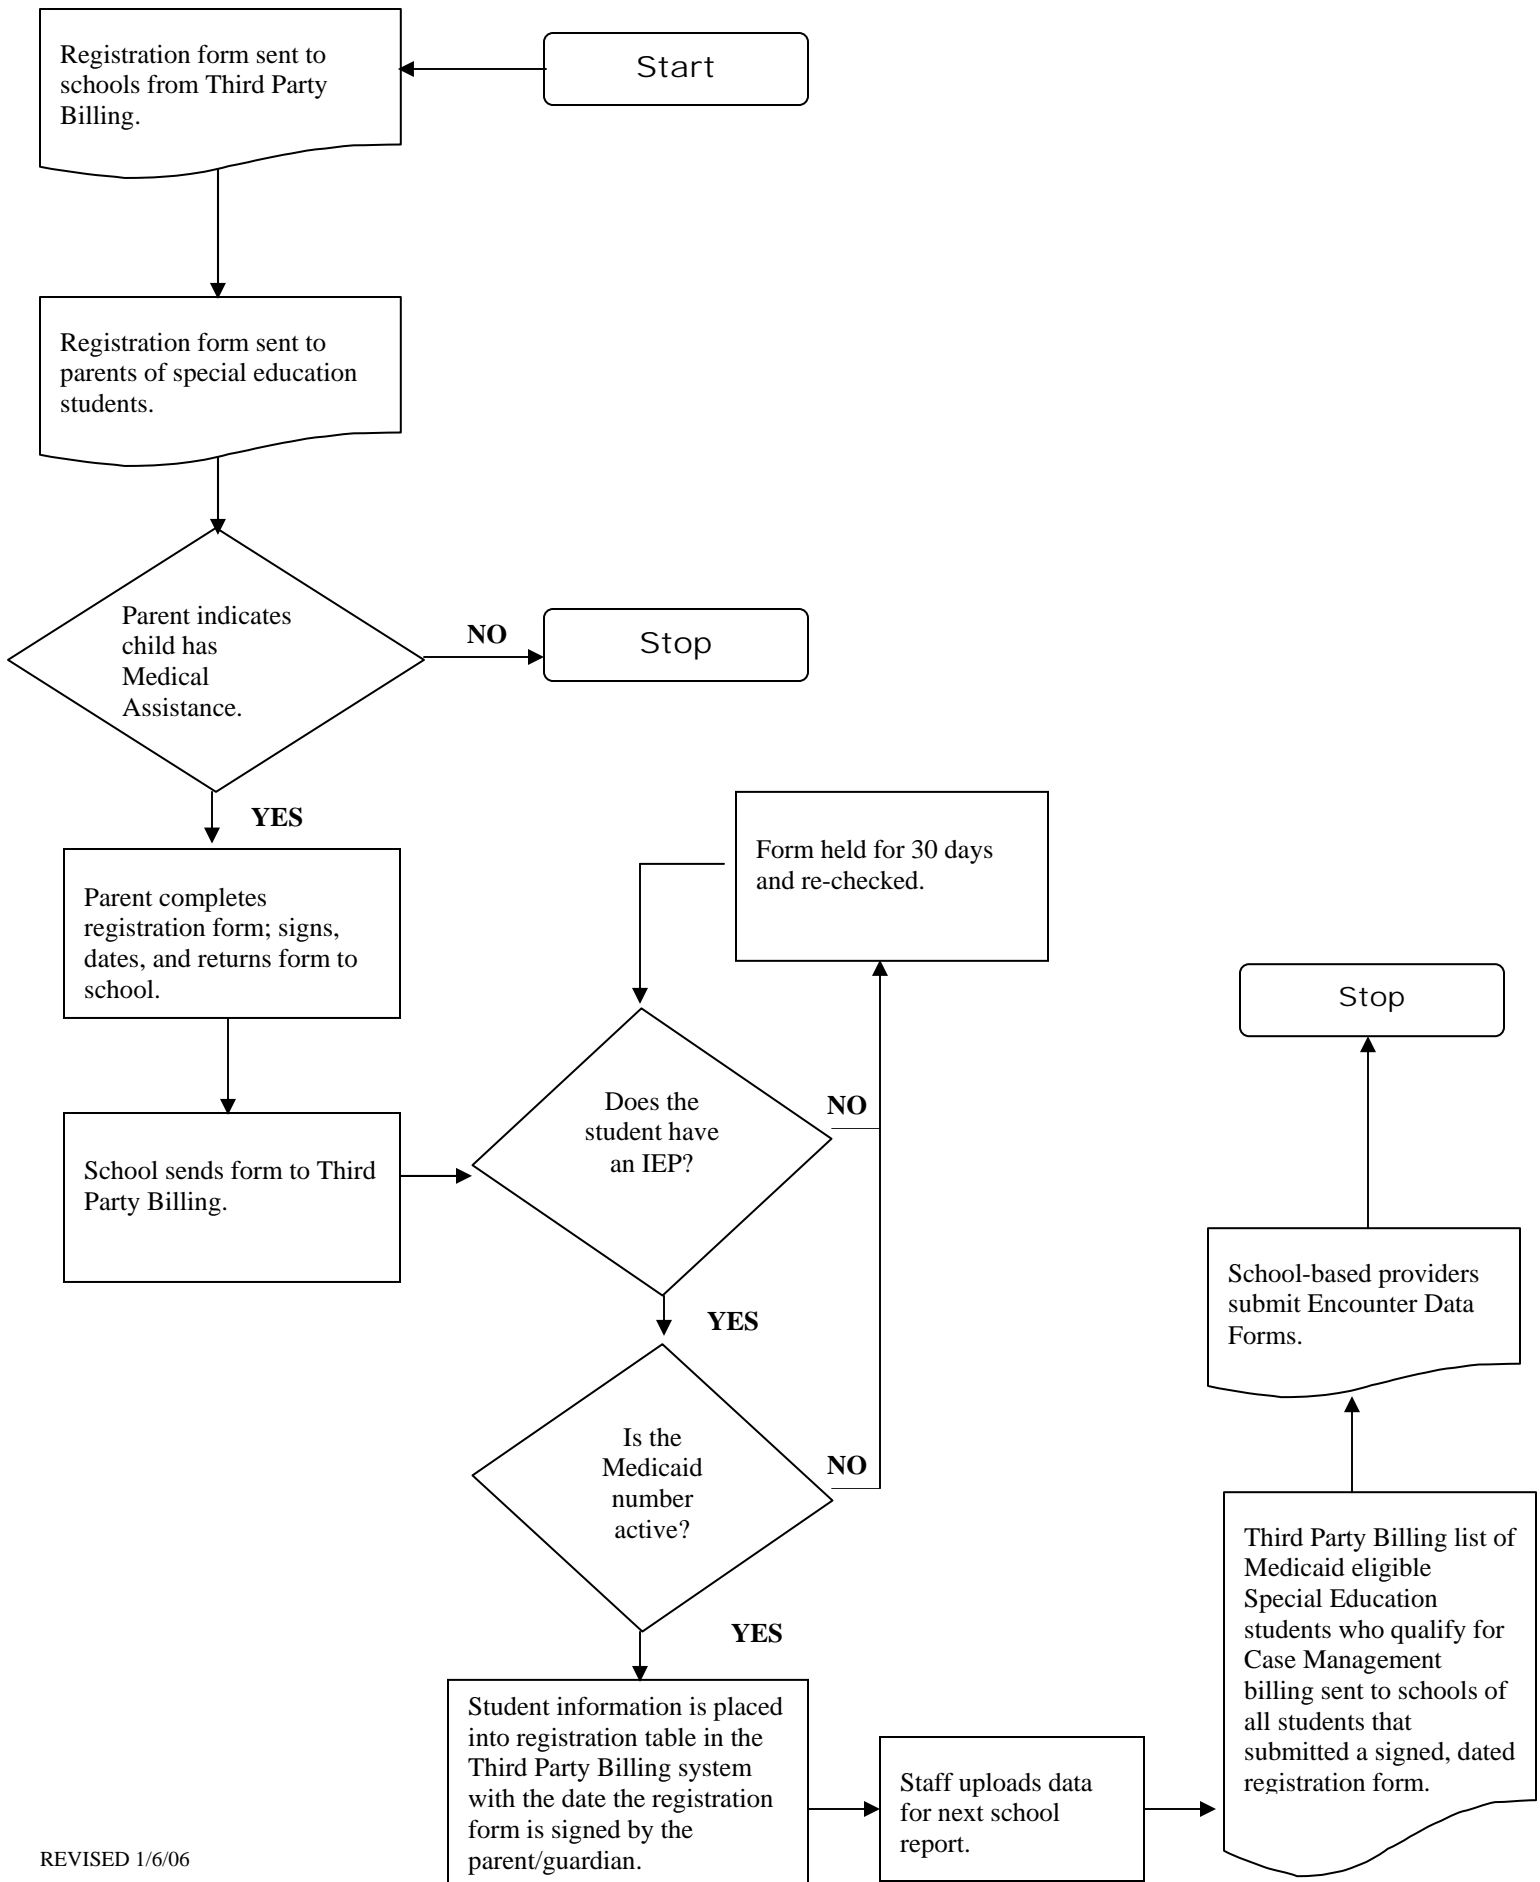 Registration form sent to
schools from Third Party
Billing.
Start
Registration form sent to
parents of special education
students.
Parent indicates
child has
Medical
Assistance.
NO
Stop
YES
Parent completes
registration form; signs,
dates, and returns form to
school.
School sends form to Third
Party Billing.
Form held for 30 days
and re-checked.
Does the
student have
an IEP?
NO
YES
Is the
Medicaid
number
active?
NO
YES
Student information is placed
into registration table in the
Third Party Billing system
with the date the registration
form is signed by the
parent/guardian.
Staff uploads data
for next school
report.
Third Party Billing list of
Medicaid eligible
Special Education
students who qualify for
Case Management
billing sent to schools of
all students that
submitted a signed, dated
registration form.
School-based providers
submit Encounter Data
Forms.
Stop
REVISED 1/6/06